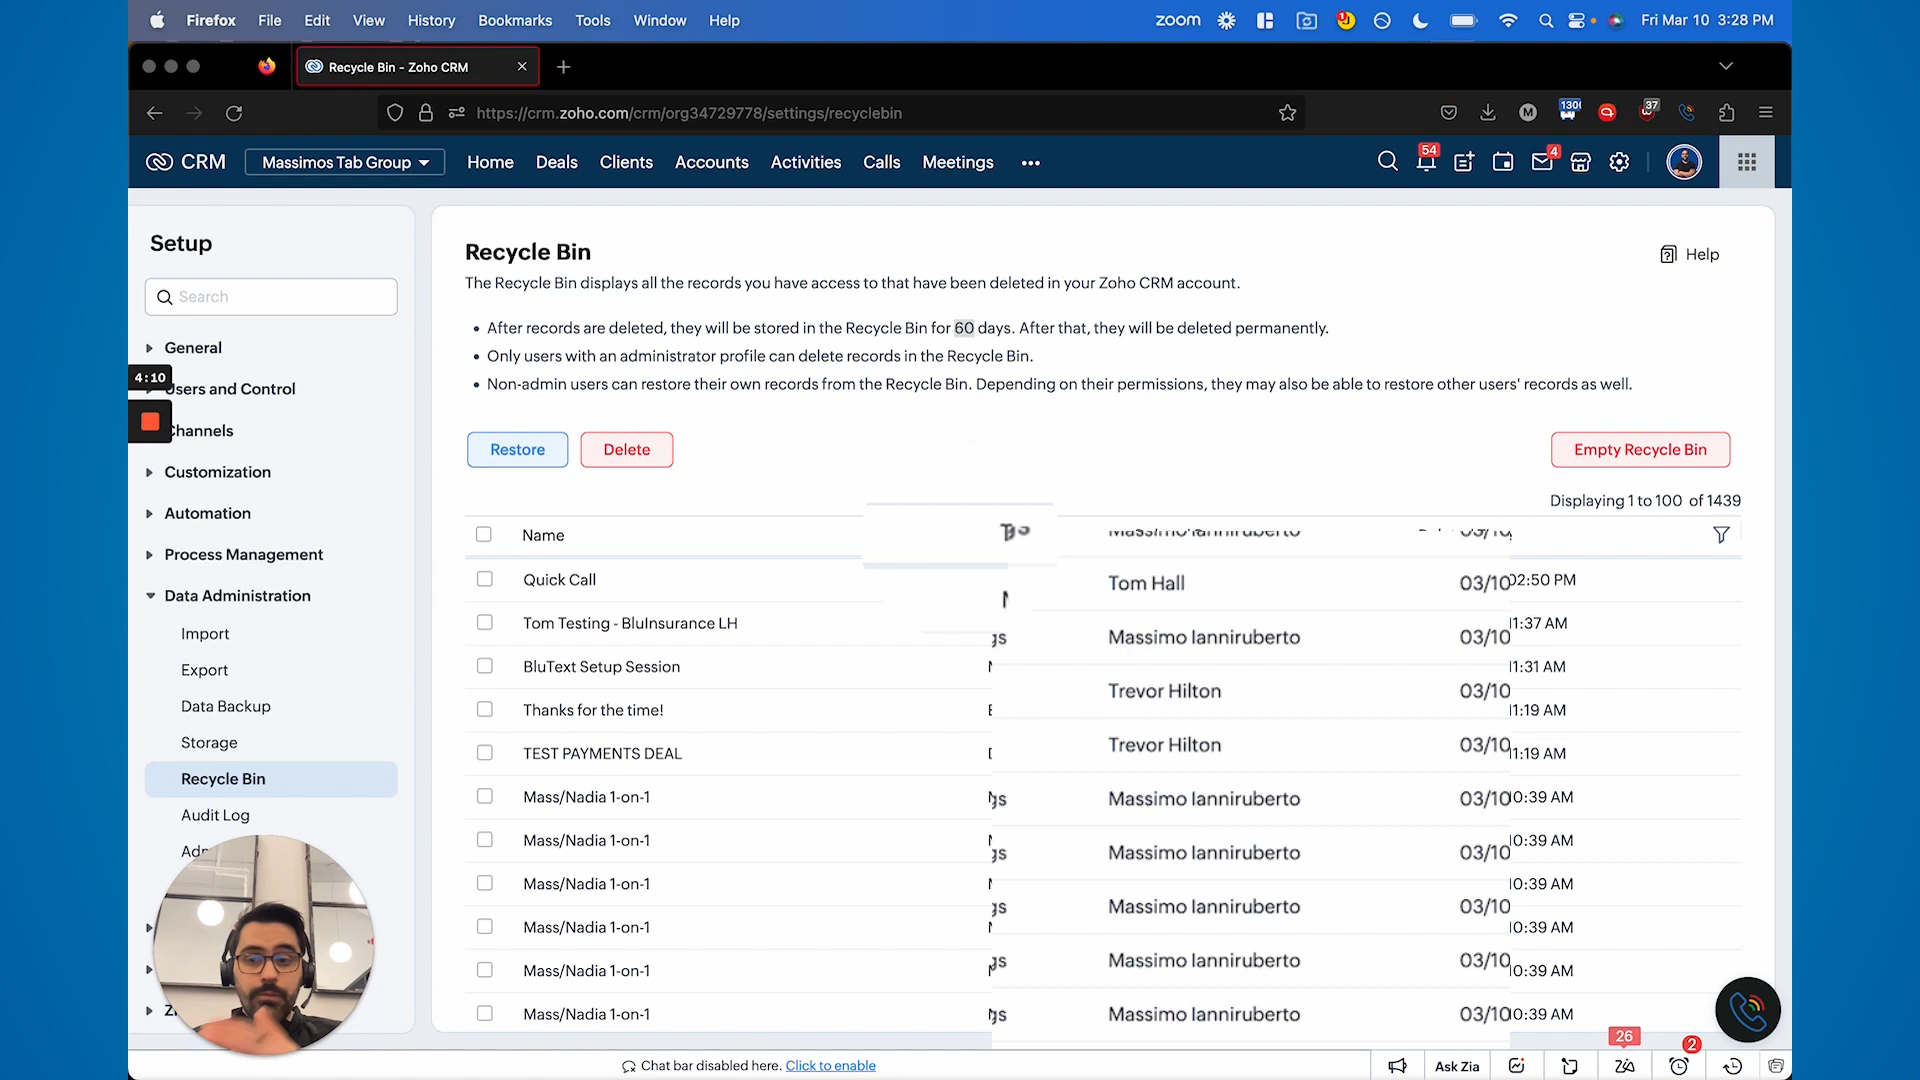 Firefox File Edit View History Bookmarks Tools Window Help
zoom
Fri Mar 10 3:28 PM
Recycle Bin - Zoho CRM
https://crm.zoho.com/crm/org34729778/settings/recyclebin
M
37
CRM
Massimos Tab Group
Home Deals Clients Accounts Activities Calls Meetings
54
4
Setup
Search
General
4:10
Users and Control
Channels
Customization
Automation
Process Management
Data Administration
Import
Export
Data Backup
Storage
Recycle Bin
Audit Log
Recycle Bin
Help
The Recycle Bin displays all the records you have access to that have been deleted in your Zoho CRM account.
After records are deleted, they will be stored in the Recycle Bin for 60 days. After that, they will be deleted permanently.
Only users with an administrator profile can delete records in the Recycle Bin.
Non-admin users can restore their own records from the Recycle Bin. Depending on their permissions, they may also be able to restore other users' records as well.
Restore Delete
Empty Recycle Bin
Displaying 1 to 100 of 1439
Name Massimo Ianniruberto
Quick Call Tom Hall 03/10 02:50 PM
Tom Testing - BluInsurance LH Massimo Ianniruberto 03/10 11:37 AM
BluText Setup Session Trevor Hilton 03/10 11:31 AM
Thanks for the time! Trevor Hilton 03/10 11:19 AM
TEST PAYMENTS DEAL 11:19 AM
Mass/Nadia 1-on-1 Massimo Ianniruberto 03/10 10:39 AM
Mass/Nadia 1-on-1 Massimo Ianniruberto 03/10 10:39 AM
Mass/Nadia 1-on-1 Massimo Ianniruberto 03/10 10:39 AM
Mass/Nadia 1-on-1 10:39 AM
Mass/Nadia 1-on-1 Massimo Ianniruberto 03/10 10:39 AM
Mass/Nadia 1-on-1 Massimo Ianniruberto 03/10 10:39 AM
26
2
Chat bar disabled here. Click to enable
Ask Zia